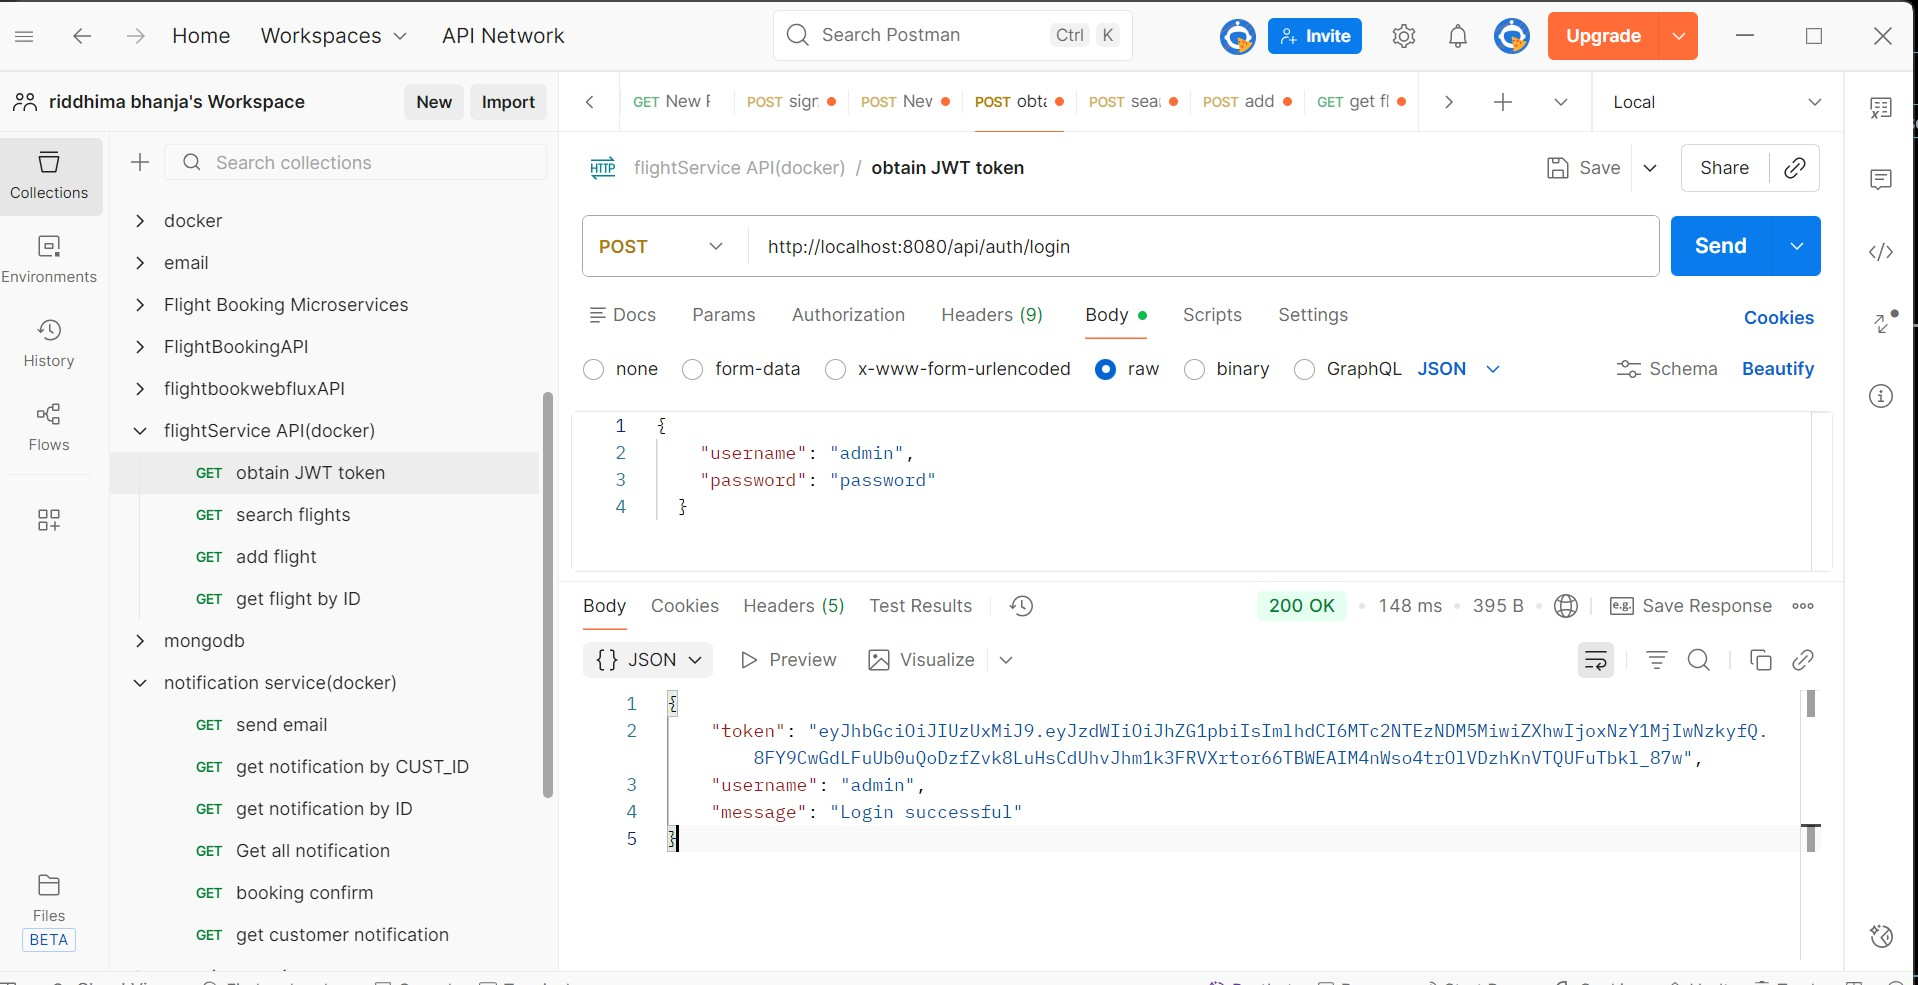 Home Workspaces API Network Search Postman Ctrl K Invite Upgrade
riddhima bhanja's Workspace New Import
GET New POST sign POST New POST obta POST sear POST add GET get fl Local
Collections
Environments
History
Flows
Files
BETA
Search collections
docker
email
Flight Booking Microservices
FlightBookingAPI
flightbookwebfluxAPI
flightService API(docker)
GET obtain JWT token
GET search flights
GET add flight
GET get flight by ID
mongodb
notification service(docker)
GET send email
GET get notification by CUST_ID
GET get notification by ID
GET Get all notification
GET booking confirm
GET get customer notification
HTTP flightService API(docker) / obtain JWT token Save Share
POST http://localhost:8080/api/auth/login Send
Docs Params Authorization Headers (9) Body Scripts Settings Cookies
none form-data x-www-form-urlencoded raw binary GraphQL JSON Schema Beautify
1 {
2 "username": "admin",
3 "password": "password"
4 }
Body Cookies Headers (5) Test Results 200 OK 148 ms 395 B e.g. Save Response
{} JSON Preview Visualize
1 {
2 "token": "eyJhbGciOiJIUzUxMiJ9.eyJzdWIiOiJhZG1pbiIsImlhdCI6MTc2NTEzNDM5MiwiZXhwIjoxNzY1MjIwNzkyfQ.
8FY9CwGdLFuUb0uQoDzfZvk8LuHsCdUhvJhm1k3FRVXrtor66TBWEAIM4nWso4trOlVDzhKnVTQUFuTbkl_87w",
3 "username": "admin",
4 "message": "Login successful"
5 }